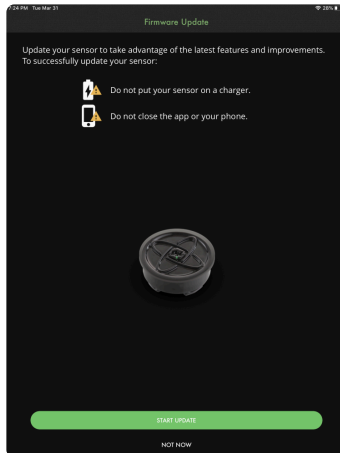 7:24 PM Tue Mar 31
28%
Firmware Update
Update your sensor to take advantage of the latest features and improvements.
To successfully update your sensor:
Do not put your sensor on a charger.
Do not close the app or your phone.
START UPDATE
NOT NOW